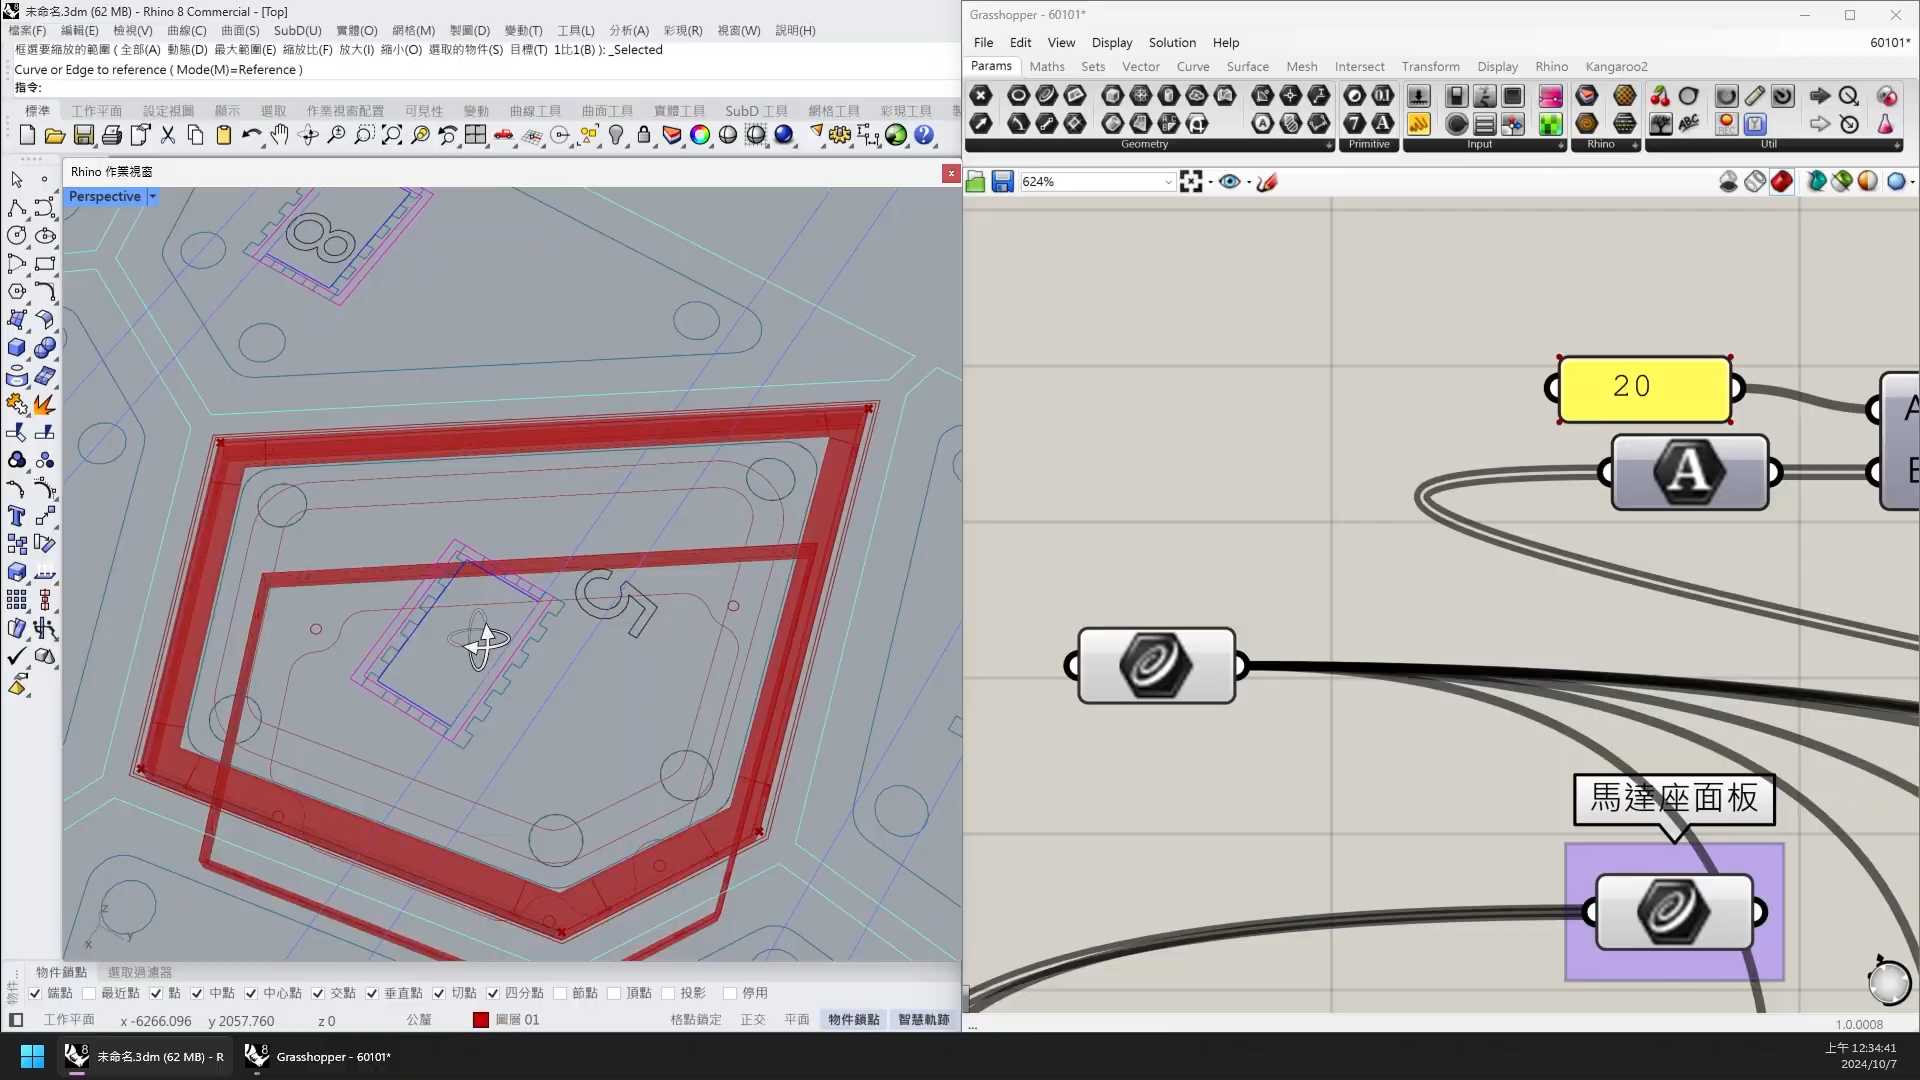 未命名.3dm (62 MB) - Rhino 8 Commercial - [Top]
檔案(F) 編輯(E) 檢視(V) 曲線(C) 曲面(S) SubD(U) 實體(O) 網格(M) 製圖(D) 變動(T) 工具(L) 分析(A) 彩現(R) 視窗(W) 說明(H)
框選要縮放的範圍 ( 全部(A) 動態(D) 最大範圍(E) 縮放比(F) 放大(I) 縮小(O) 選取的物件(S) 目標(T) 1比1(B) ): _Selected
Curve or Edge to reference ( Mode(M)=Reference )
指令:
標準 工作平面 設定視圖 顯示 選取 作業視窗配置 可見性 變動 曲線工具 曲面工具 實體工具 SubD 工具 網格工具 彩現工具
Rhino 作業視窗
Perspective
8
5
z
x
y
物件鎖點 選取過濾器
物件
端點 最近點 點 中點 中心點 交點 垂直點 切點 四分點 節點 頂點 投影 停用
工作平面 x -6266.096 y 2057.760 z 0 公釐 圖層 01 格點鎖定 正交 平面 物件鎖點 智慧軌跡
Grasshopper - 60101*
File Edit View Display Solution Help 60101*
Params Maths Sets Vector Curve Surface Mesh Intersect Transform Display Rhino Kangaroo2
Geometry Primitive Input Rhino Util
624%
20
A
A
馬達座面板
...
1.0.0008
未命名.3dm (62 MB) - R
Grasshopper - 60101*
上午 12:34:41
2024/10/7